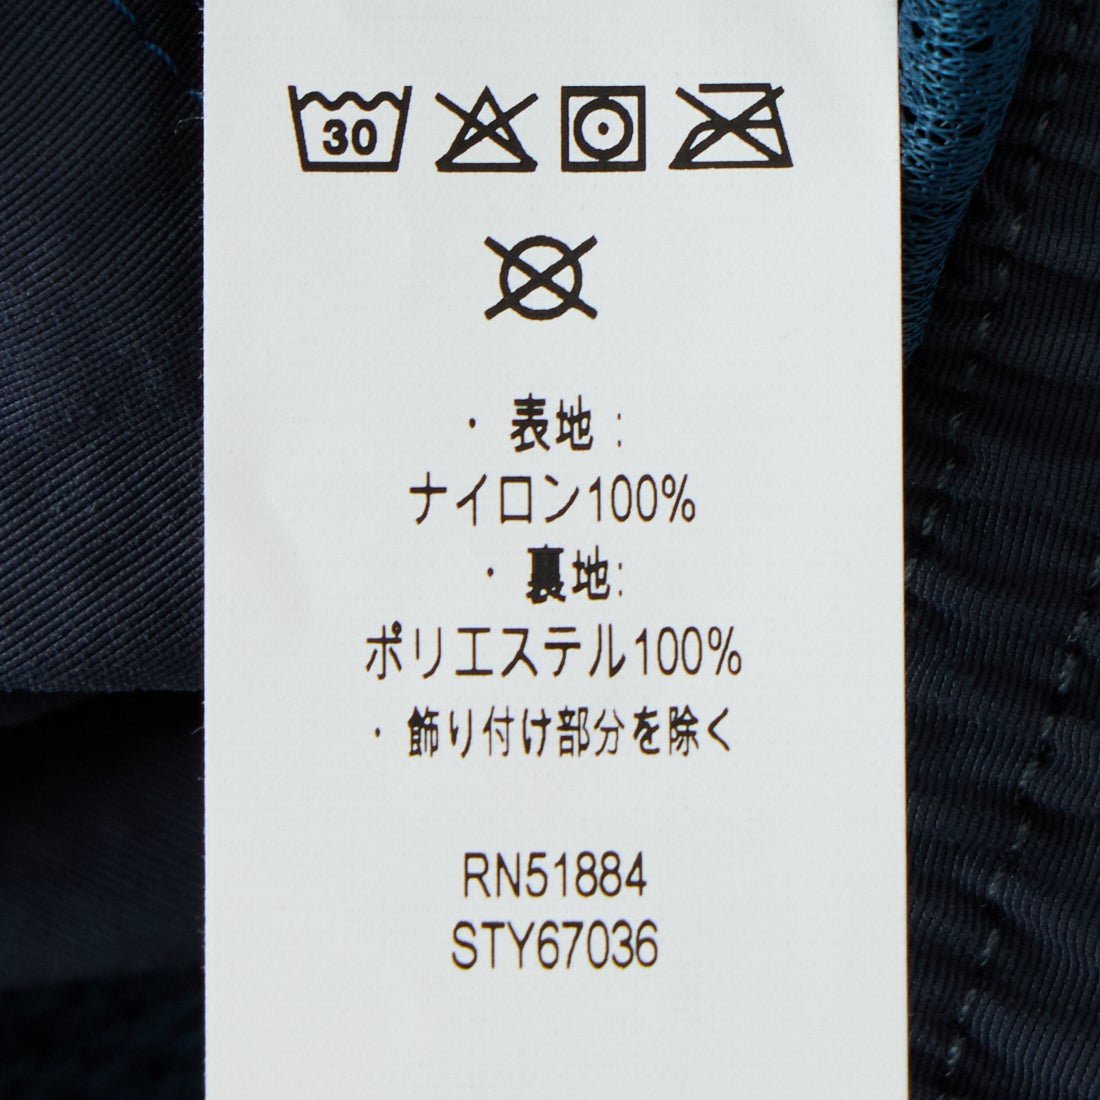 30
・ 表地 :
ナイロン100%
・ 裏地:
ポリエステル100%
・ 飾り付け部分を除く
RN51884
STY67036